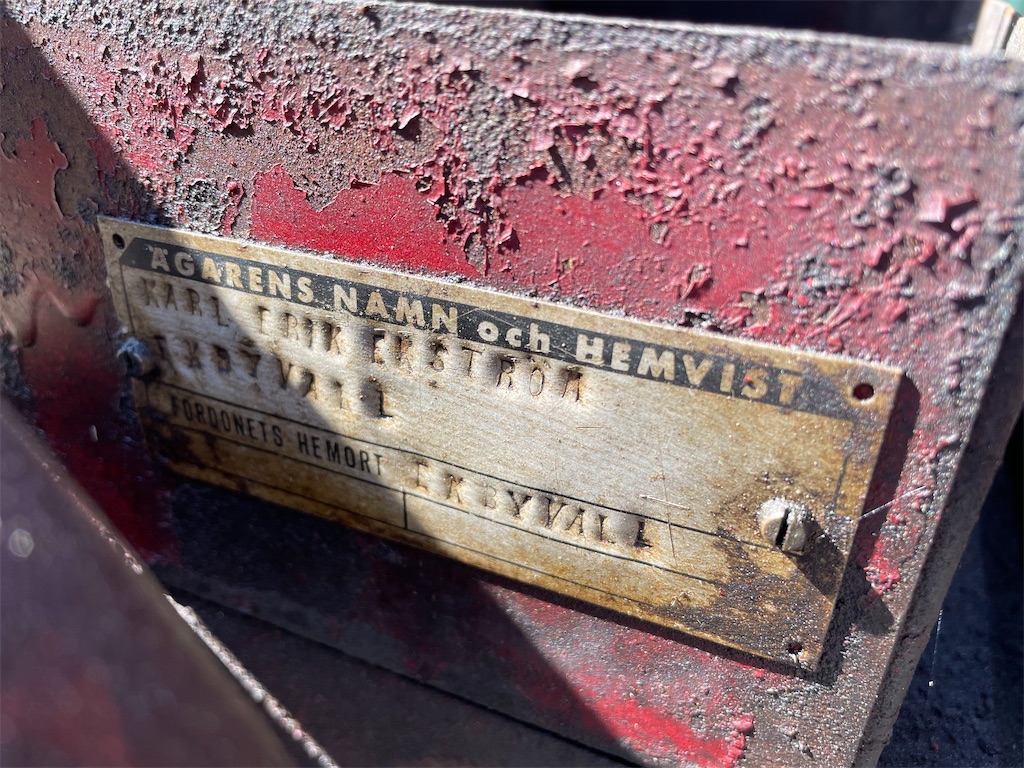 ÄGARENS NAMN och HEMVIST
KARL ERIK EKSTRÖM
EKBYVALL
FORDONETS HEMORT EKBYVALL